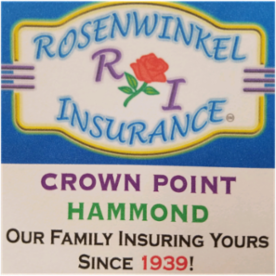 ROSENWINKEL
R I
INSURANCE
CROWN POINT
HAMMOND
OUR FAMILY INSURING YOURS
SINCE 1939!